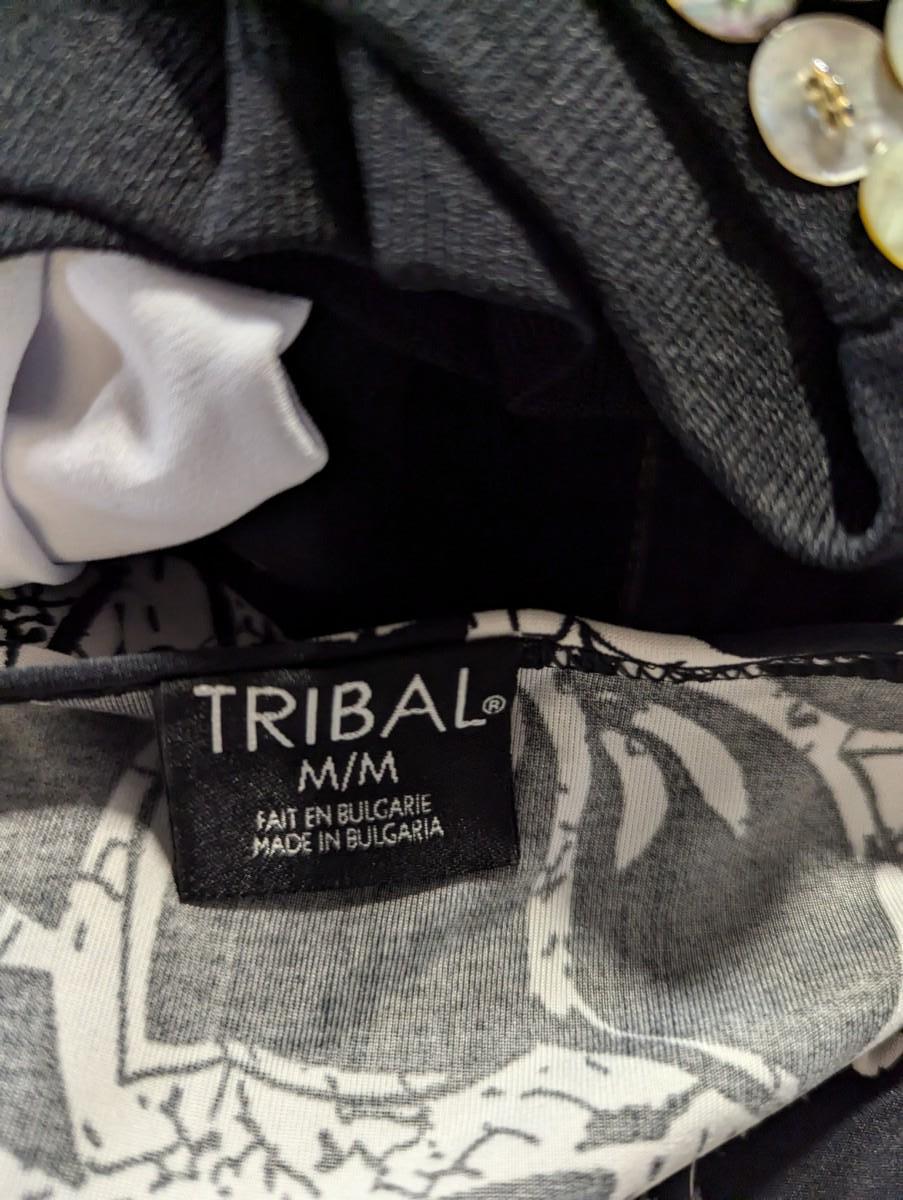 TRIBAL®
M/M
FAIT EN BULGARIE
MADE IN BULGARIA